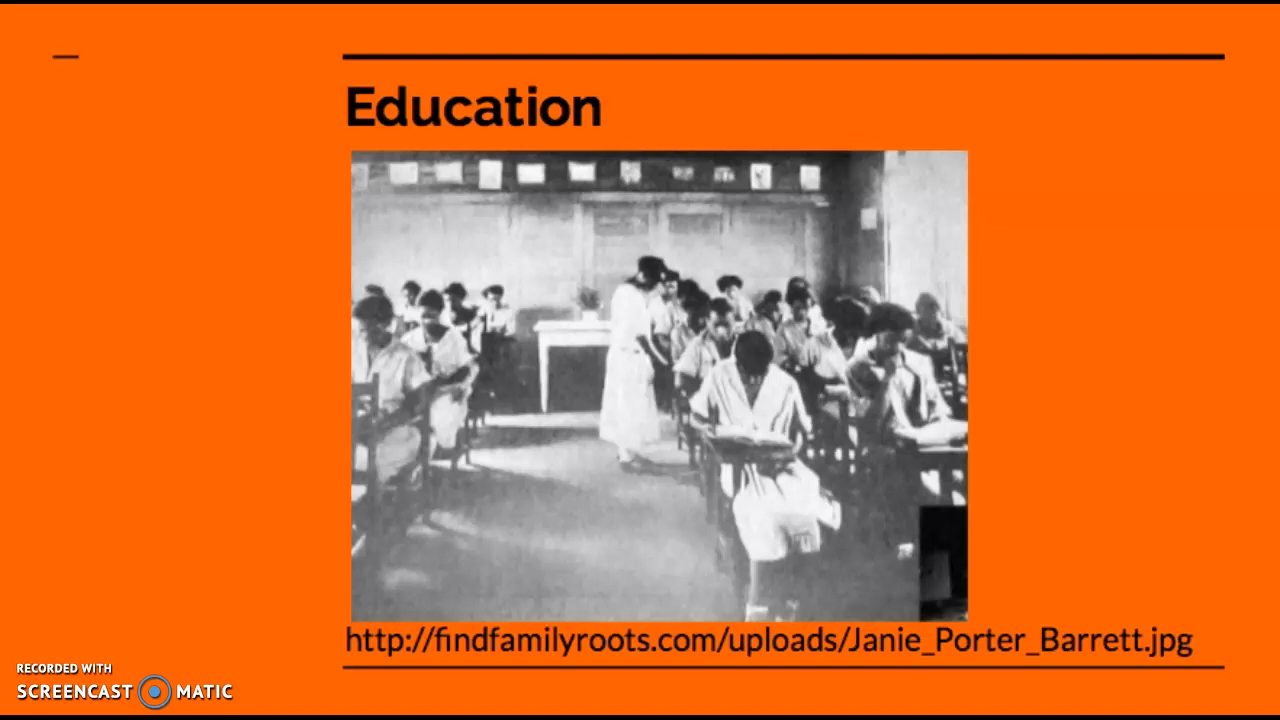 Education
http://findfamilyroots.com/uploads/Janie_Porter_Barrett.jpg
RECORDED WITH
SCREENCAST MATIC